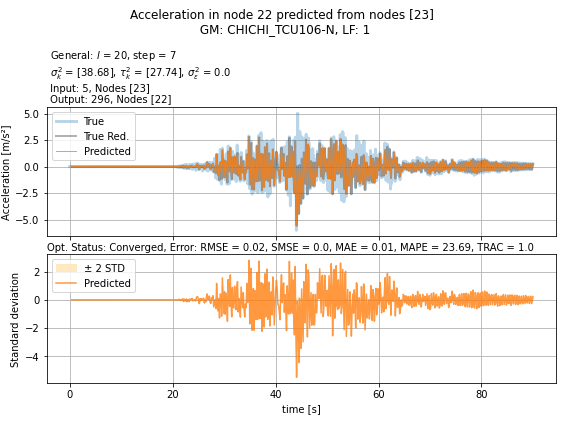 Acceleration in node 22 predicted from nodes [23]
GM: CHICHI_TCU106-N, LF: 1
General: l = 20, step = 7
σ²ₖ = [38.68], τ²ₖ = [27.74], σ²ε = 0.0
Input: 5, Nodes [23]
Output: 296, Nodes [22]
5.0
2.5
0.0
−2.5
−5.0
Acceleration [m/s²]
True
True Red.
Predicted
Opt. Status: Converged, Error: RMSE = 0.02, SMSE = 0.0, MAE = 0.01, MAPE = 23.69, TRAC = 1.0
2
0
−2
−4
Standard deviation
± 2 STD
Predicted
0 20 40 60 80
time [s]